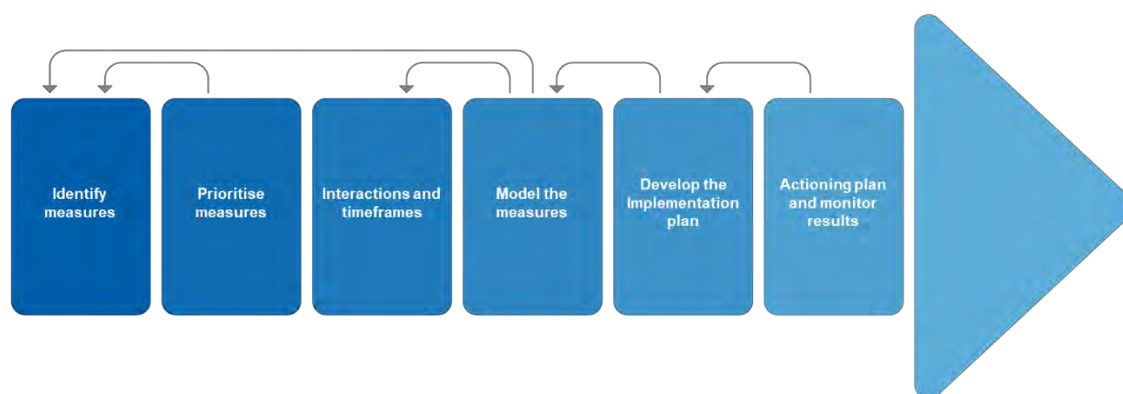 Identify
measures
Prioritise
measures
Interactions and
timeframes
Model the
measures
Develop the
Implementation
plan
Actioning plan
and monitor
results